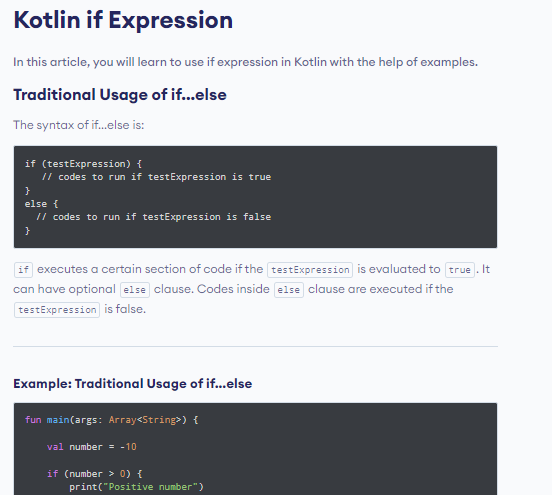 Kotlin if Expression
In this article, you will learn to use if expression in Kotlin with the help of examples.
Traditional Usage of if...else
The syntax of if...else is:
if (testExpression) {
   // codes to run if testExpression is true
}
else {
  // codes to run if testExpression is false
}
if executes a certain section of code if the testExpression is evaluated to true. It
can have optional else clause. Codes inside else clause are executed if the
testExpression is false.
Example: Traditional Usage of if...else
fun main(args: Array<String>) {
    val number = -10
    if (number > 0) {
        print("Positive number")